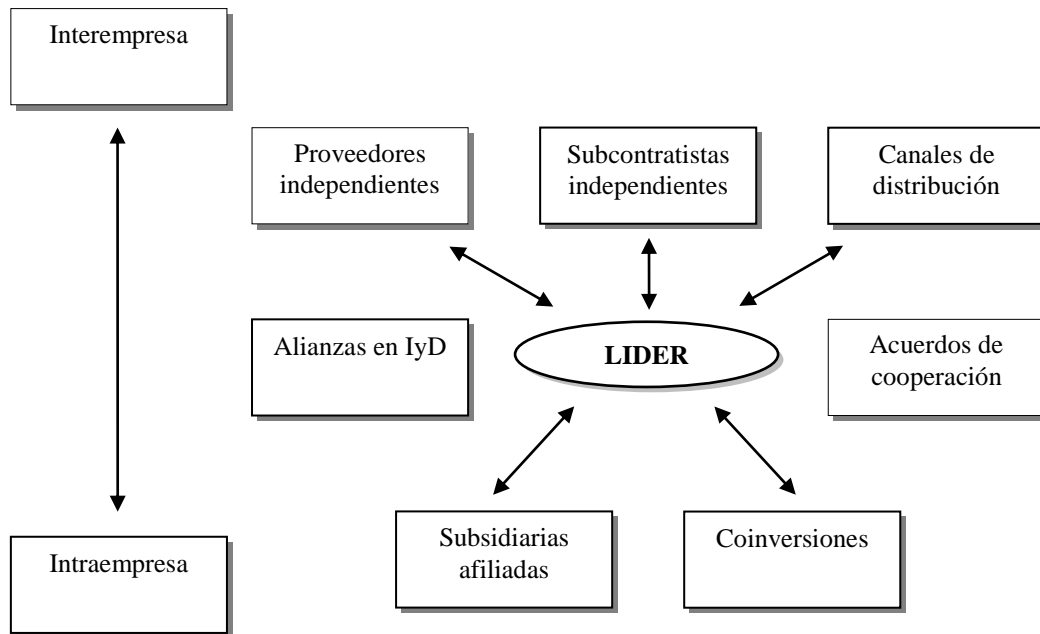 Interempresa
Proveedores
independientes
Subcontratistas
independientes
Canales de
distribución
Alianzas en IyD
LIDER
Acuerdos de
cooperación
Subsidiarias
afiliadas
Coinversiones
Intraempresa